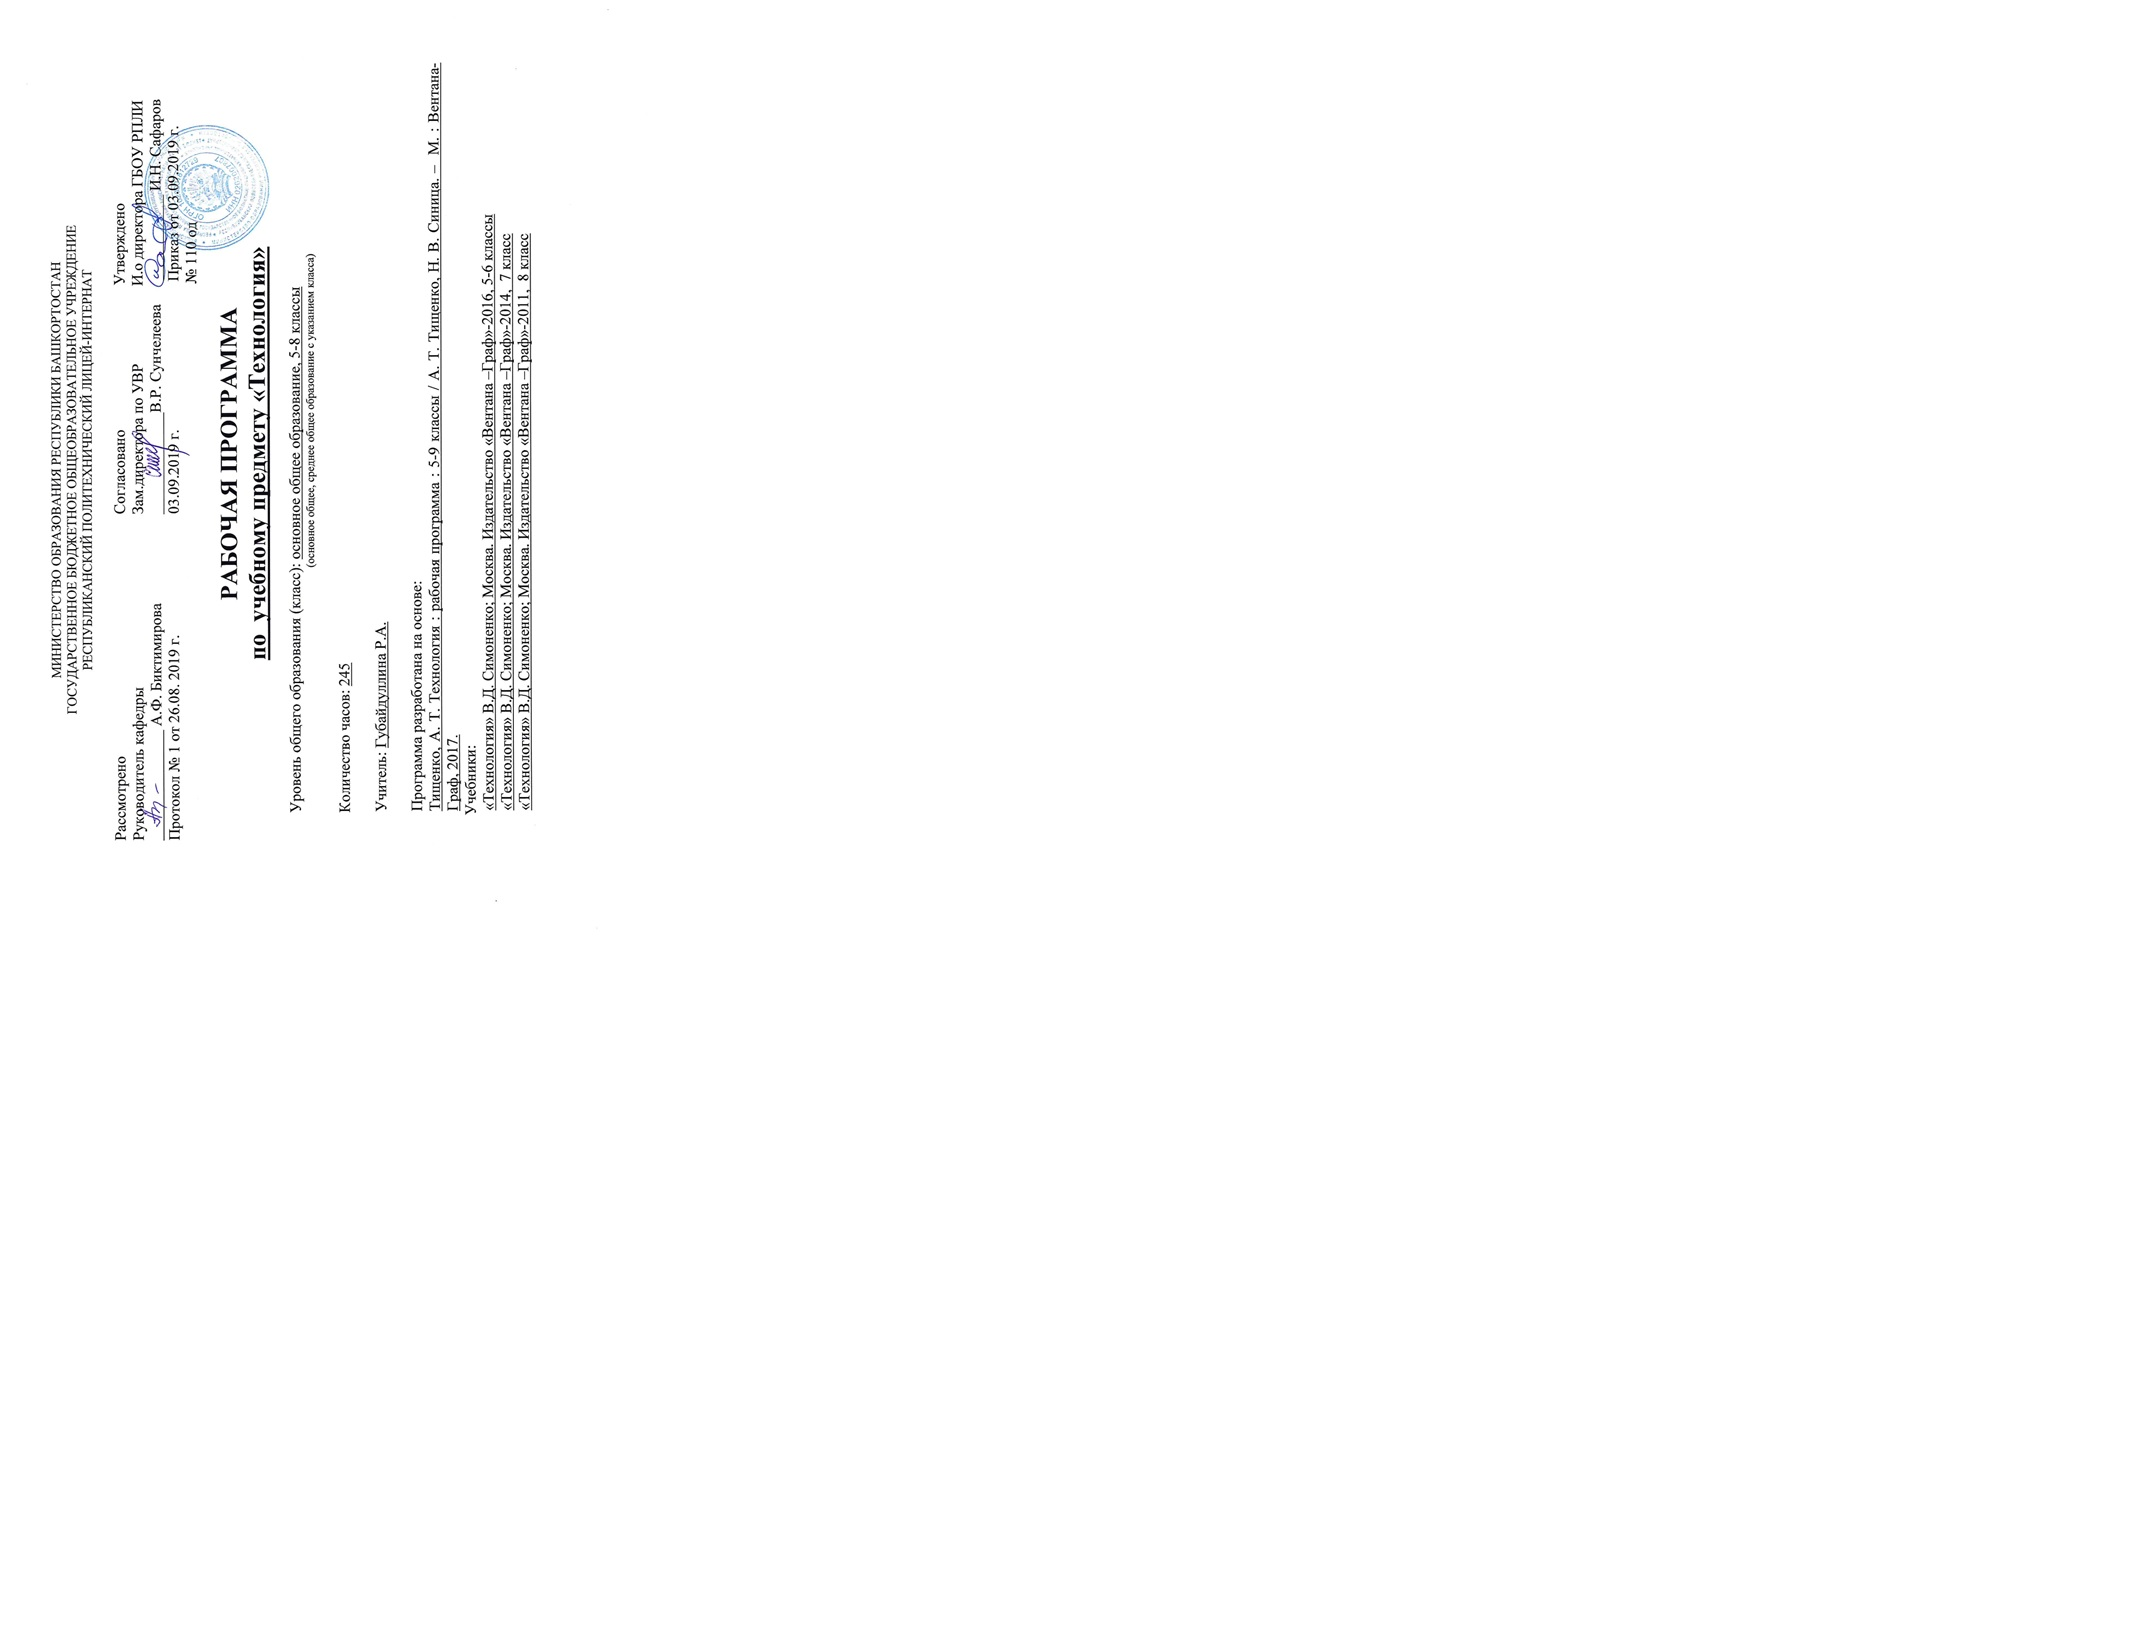 МИНИСТЕРСТВО ОБРАЗОВАНИЯ РЕСПУБЛИКИ БАШКОРТОСТАН
ГОСУДАРСТВЕННОЕ БЮДЖЕТНОЕ ОБЩЕОБРАЗОВАТЕЛЬНОЕ УЧРЕЖДЕНИЕ
РЕСПУБЛИКАНСКИЙ ПОЛИТЕХНИЧЕСКИЙ ЛИЦЕЙ-ИНТЕРНАТ
Рассмотрено
Руководитель кафедры
А.Ф. Биктимирова
Протокол № 1 от 26.08. 2019 г.
Согласовано
Зам.директора по УВР
В.Р. Сунчелеева
03.09.2019 г.
Утверждено
И.о директора ГБОУ РПЛИ
И.Н. Сафаров
Приказ от 03.09.2019 г.
№ 110 од
РАБОЧАЯ ПРОГРАММА
по учебному предмету «Технология»
Уровень общего образования (класс): основное общее образование, 5-8 классы
(основное общее, среднее общее образование с указанием класса)
Количество часов: 245
Учитель: Губайдуллина Р.А.
Программа разработана на основе:
Тищенко, А. Т. Технология : рабочая программа : 5-9 классы / А. Т. Тищенко, Н. В. Синица. – М. : Вентана-
Граф, 2017.
Учебники:
«Технология» В.Д. Симоненко; Москва. Издательство «Вентана –Граф»-2016, 5-6 классы
«Технология» В.Д. Симоненко; Москва. Издательство «Вентана –Граф»-2014, 7 класс
«Технология» В.Д. Симоненко; Москва. Издательство «Вентана –Граф»-2011, 8 класс